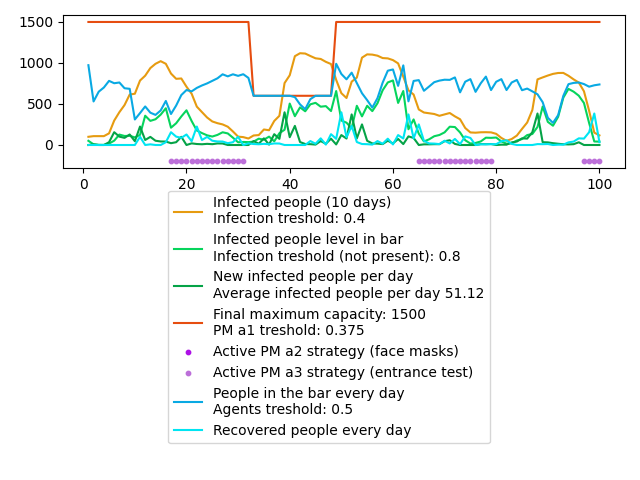 1500
1000
500
0
0
20
40
60
80
100
Infected people (10 days)
Infection treshold: 0.4
Infected people level in bar
Infection treshold (not present): 0.8
New infected people per day
Average infected people per day 51.12
Final maximum capacity: 1500
PM a1 treshold: 0.375
Active PM a2 strategy (face masks)
Active PM a3 strategy (entrance test)
People in the bar every day
Agents treshold: 0.5
Recovered people every day